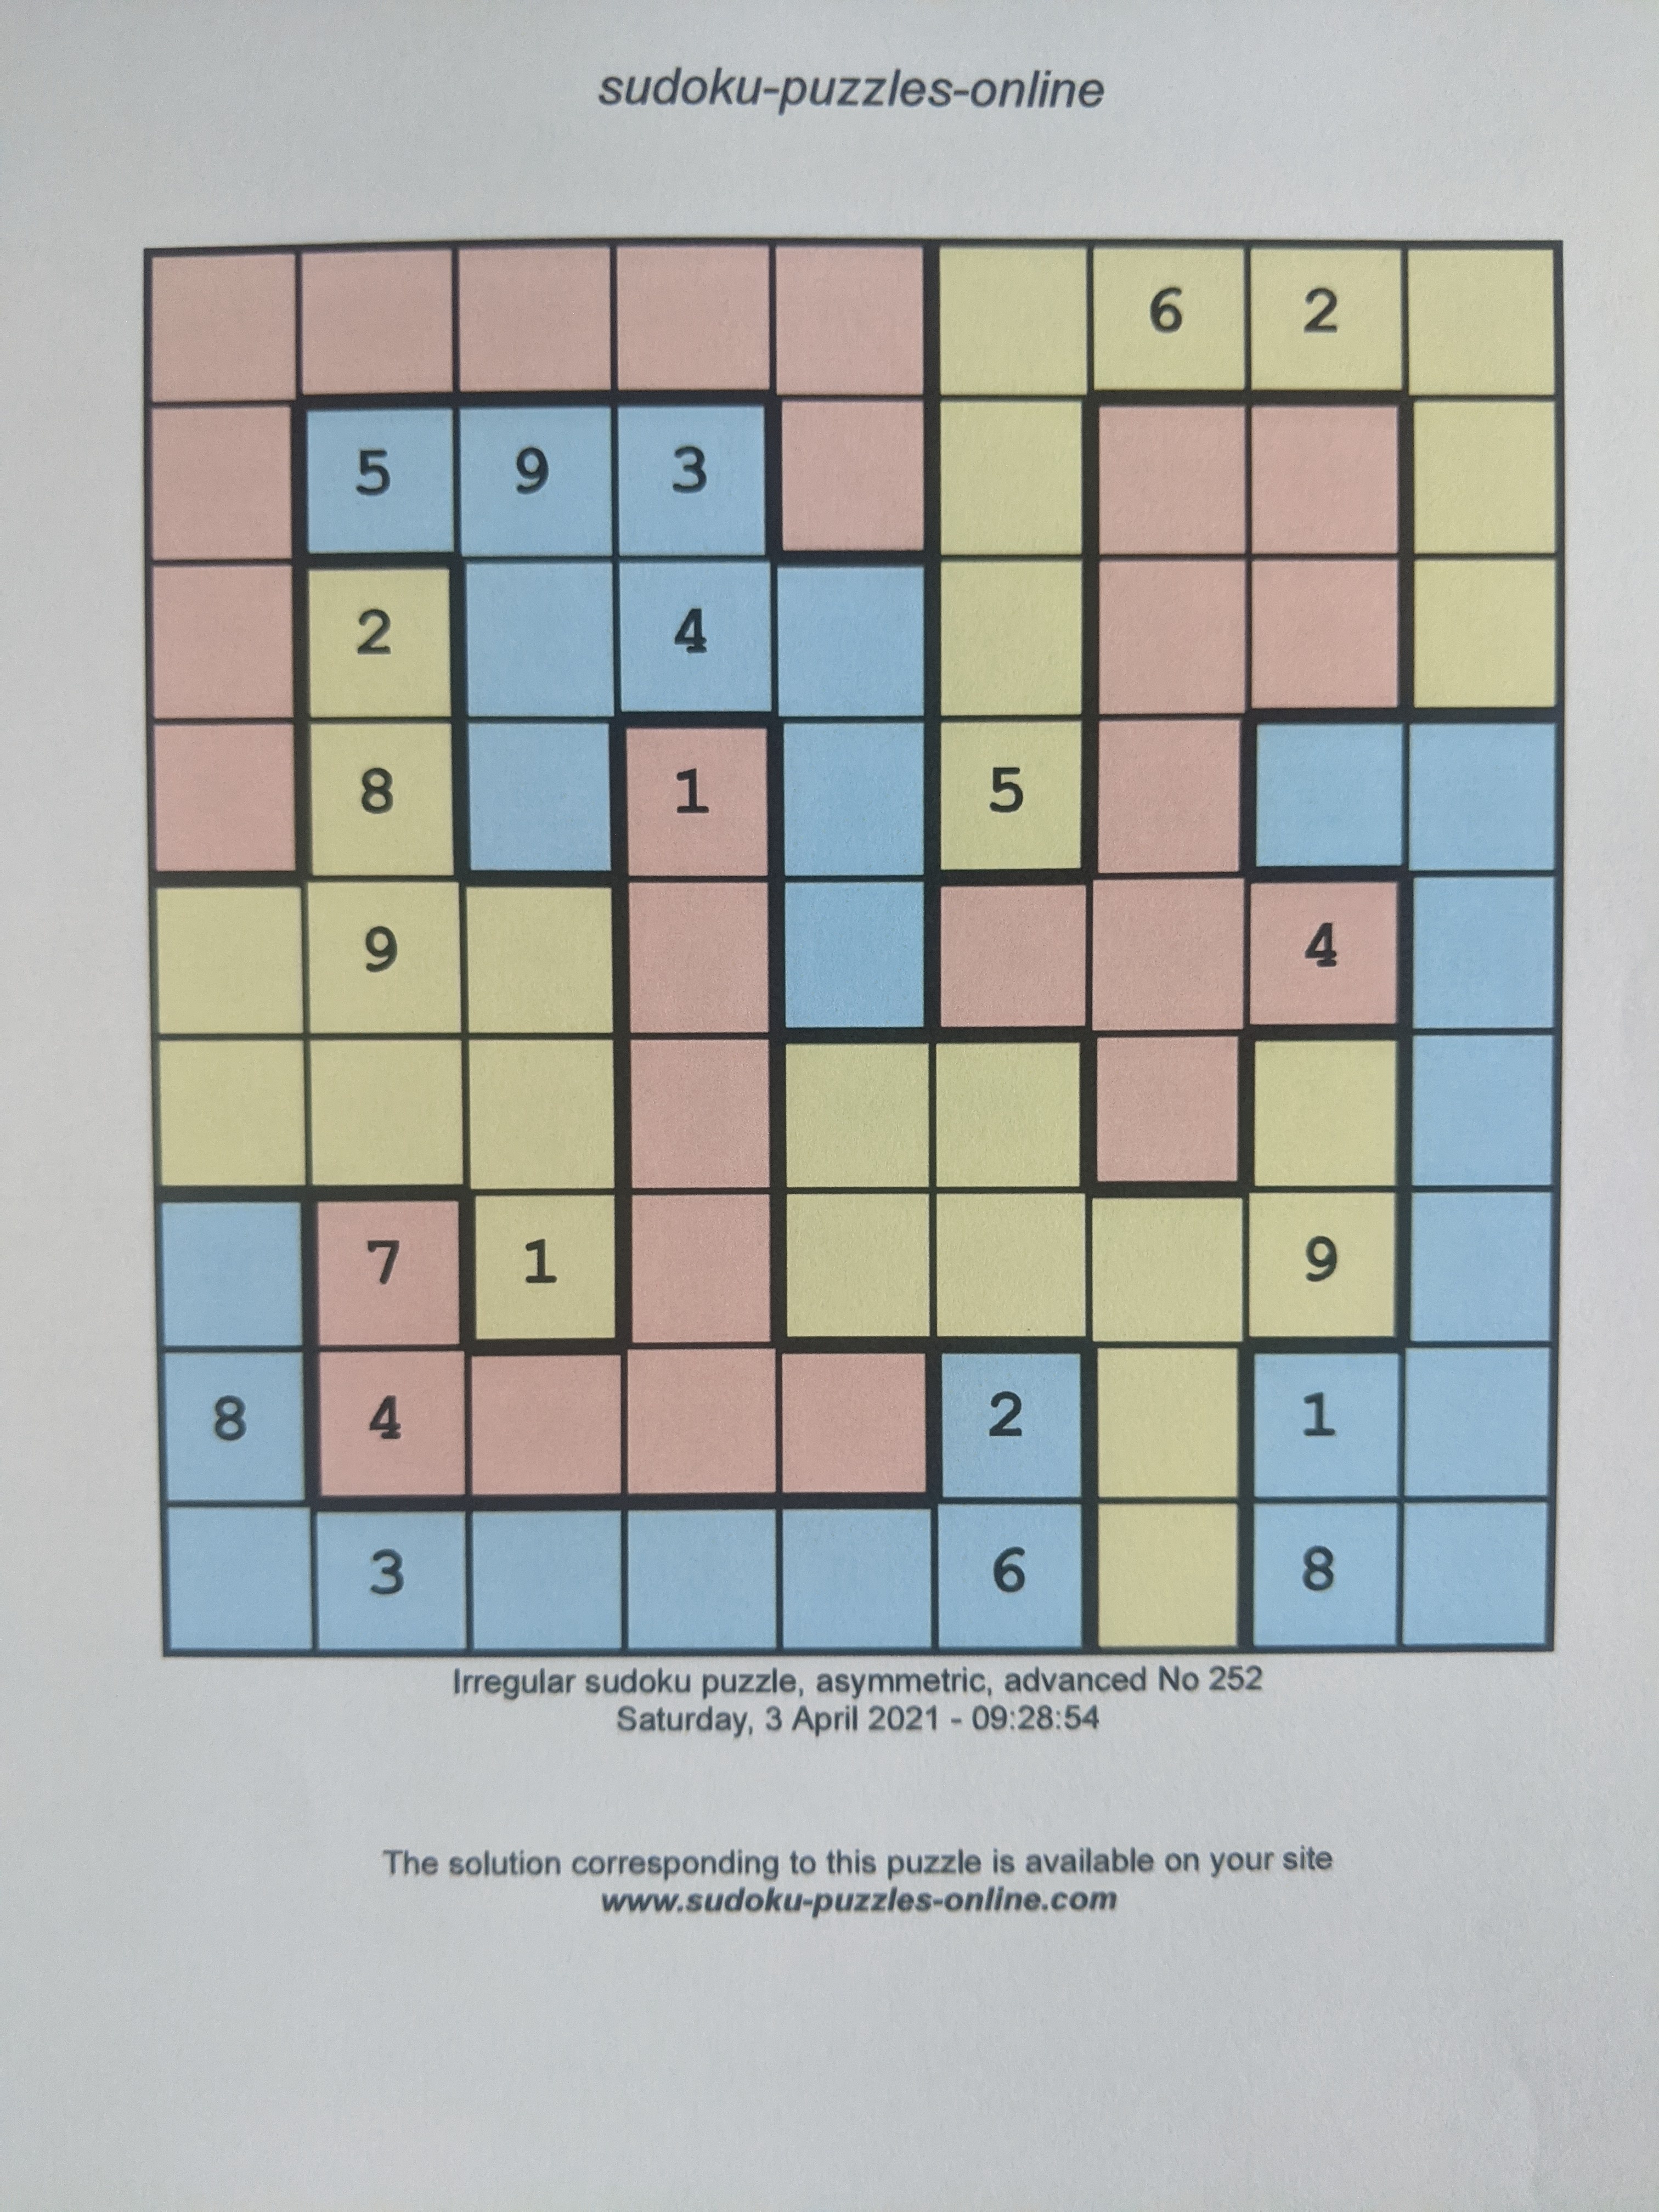 sudoku-puzzles-online
6 2
5 9 3
2 4
8 1 5
9 4
7 1 9
8 4 2 1
3 6 8
Irregular sudoku puzzle, asymmetric, advanced No 252
Saturday, 3 April 2021 - 09:28:54
The solution corresponding to this puzzle is available on your site
www.sudoku-puzzles-online.com